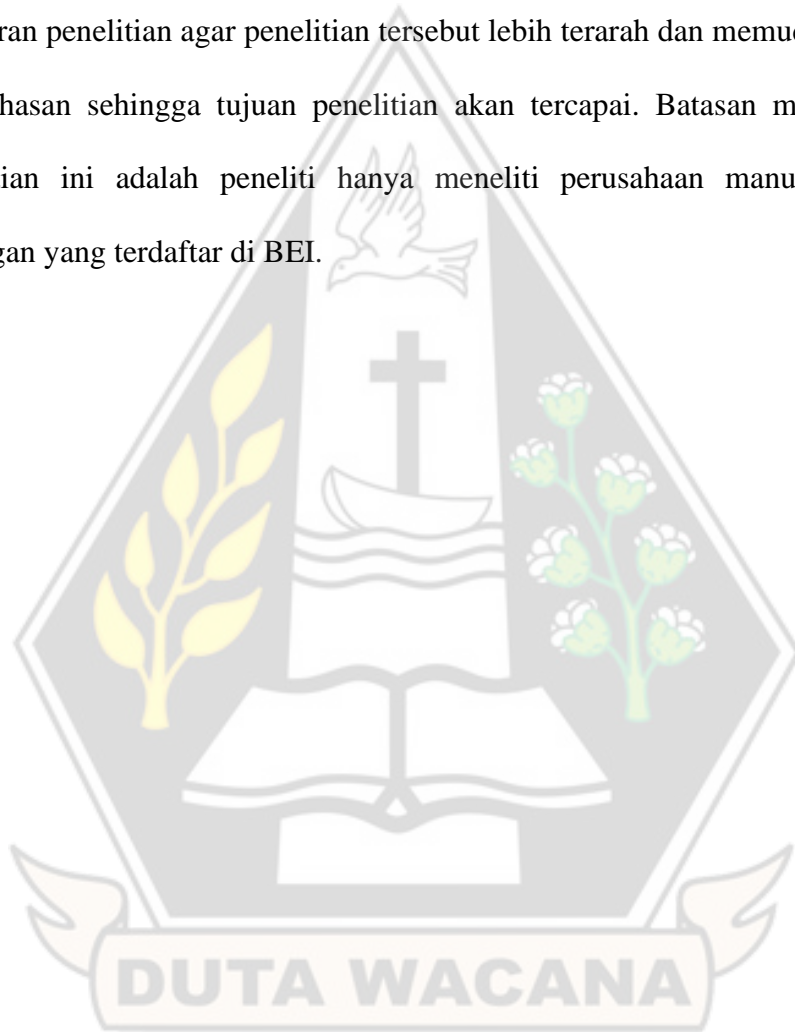 ran penelitian agar penelitian tersebut lebih terarah dan memud
hasan sehingga tujuan penelitian akan tercapai. Batasan m
ian ini adalah peneliti hanya meneliti perusahaan manu
gan yang terdaftar di BEI.
DUTA WACANA